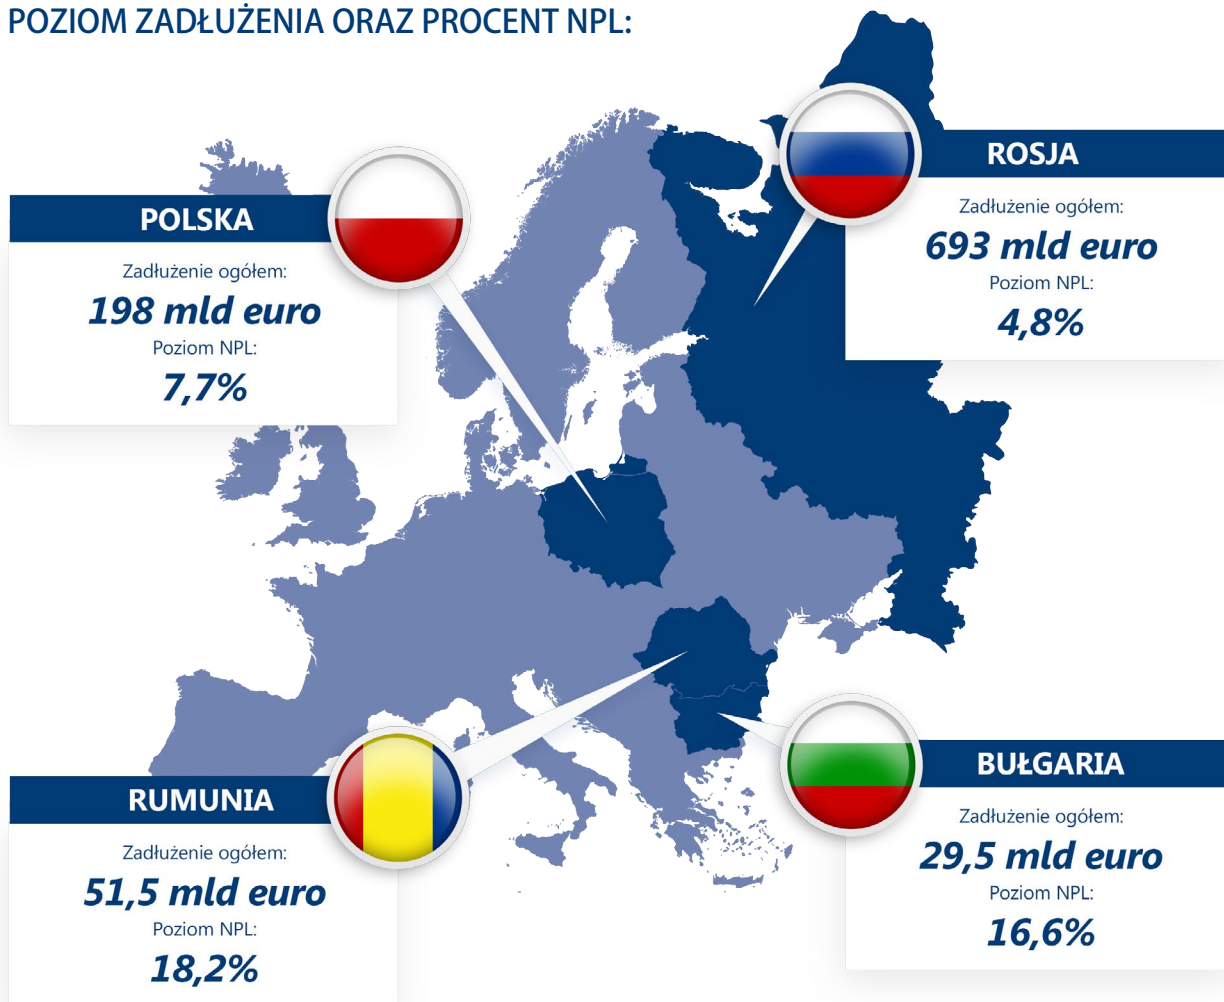 POZIOM ZADŁUŻENIA ORAZ PROCENT NPL:
ROSJA
Zadłużenie ogółem:
693 mld euro
Poziom NPL:
4,8%
POLSKA
Zadłużenie ogółem:
198 mld euro
Poziom NPL:
7,7%
RUMUNIA
Zadłużenie ogółem:
51,5 mld euro
Poziom NPL:
18,2%
BUŁGARIA
Zadłużenie ogółem:
29,5 mld euro
Poziom NPL:
16,6%